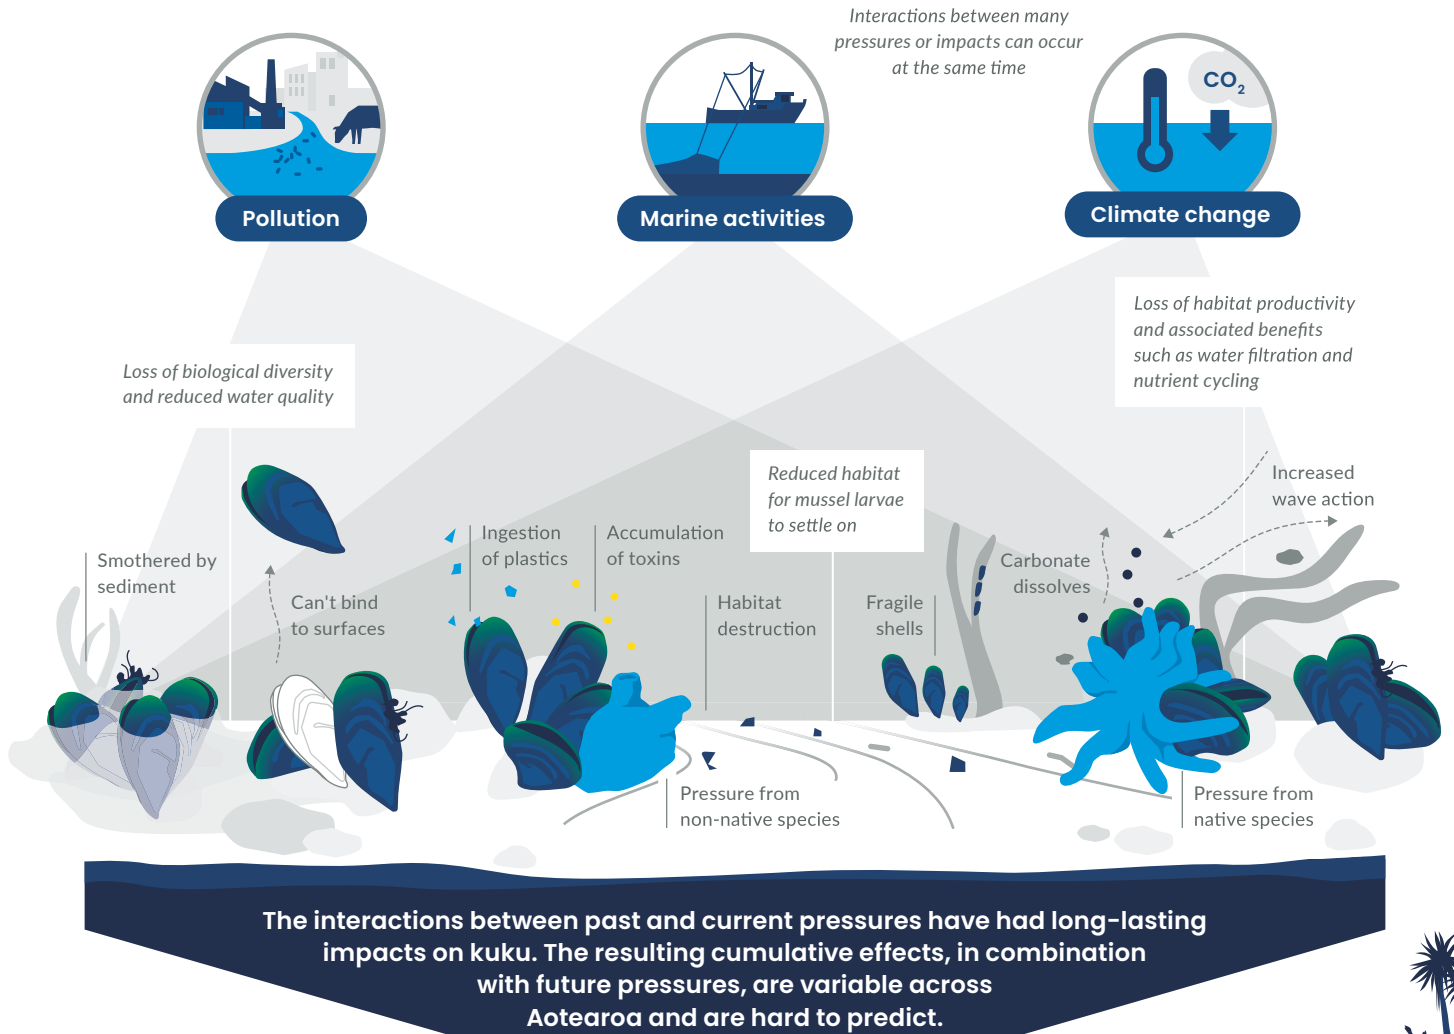 Interactions between many
pressures or impacts can occur
at the same time
CO2
Pollution
Marine activities
Climate change
Loss of habitat productivity
and associated benefits
such as water filtration and
nutrient cycling
Loss of biological diversity
and reduced water quality
Reduced habitat
for mussel larvae
to settle on
Increased
wave action
Smothered by
sediment
Can't bind
to surfaces
Ingestion
of plastics
Accumulation
of toxins
Habitat
destruction
Fragile
shells
Carbonate
dissolves
Pressure from
non-native species
Pressure from
native species
The interactions between past and current pressures have had long-lasting
impacts on kuku. The resulting cumulative effects, in combination
with future pressures, are variable across
Aotearoa and are hard to predict.